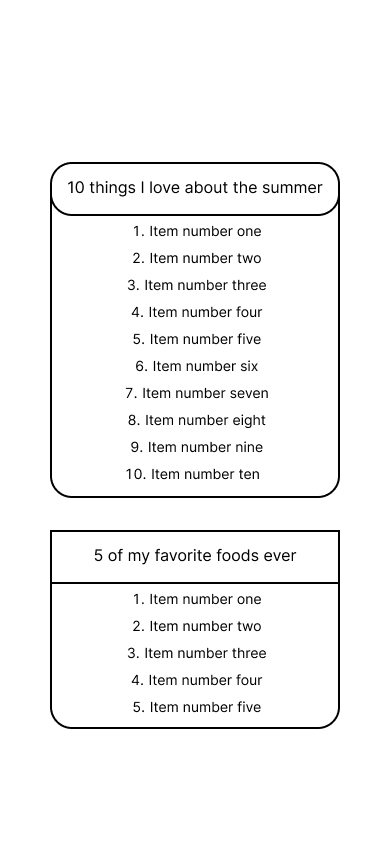 10 things I love about the summer
1. Item number one
2. Item number two
3. Item number three
4. Item number four
5. Item number five
6. Item number six
7. Item number seven
8. Item number eight
9. Item number nine
10. Item number ten
5 of my favorite foods ever
1. Item number one
2. Item number two
3. Item number three
4. Item number four
5. Item number five